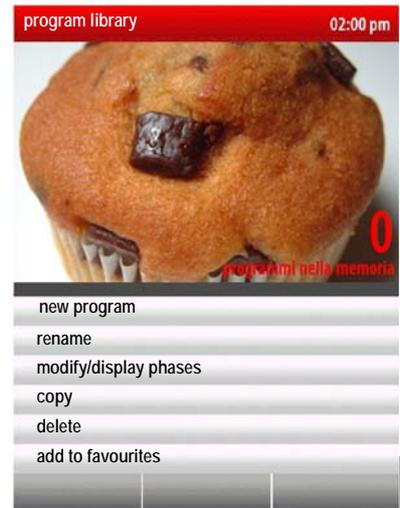 program library
02:00 pm
0
programmi nella memoria
new program
rename
modify/display phases
copy
delete
add to favourites